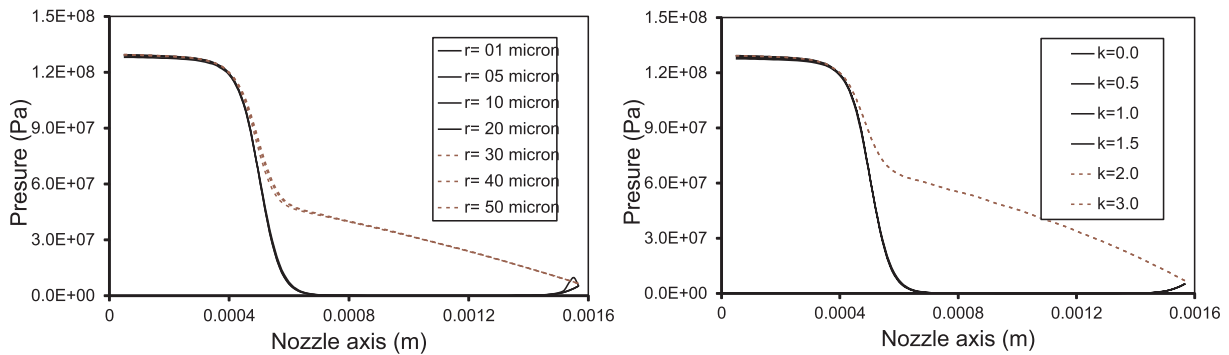 1.5E+08
1.2E+08
9.0E+07
6.0E+07
3.0E+07
0.0E+00
Presure (Pa)
r= 01 micron
r= 05 micron
r= 10 micron
r= 20 micron
r= 30 micron
r= 40 micron
r= 50 micron
0 0.0004 0.0008 0.0012 0.0016
Nozzle axis (m)
1.5E+08
1.2E+08
9.0E+07
6.0E+07
3.0E+07
0.0E+00
Presure (Pa)
k=0.0
k=0.5
k=1.0
k=1.5
k=2.0
k=3.0
0 0.0004 0.0008 0.0012 0.0016
Nozzle axis (m)